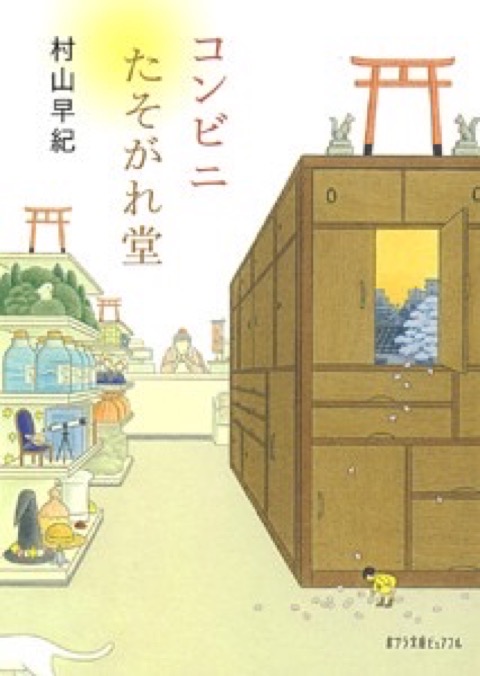 コンビニ
たそがれ堂
村山早紀
ポプラ文庫ピュアフル